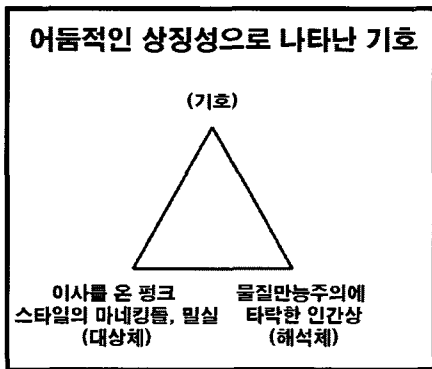 어둠적인 상징성으로 나타난 기호
(기호)
이사를 온 펑크
스타일의 마네킹들, 밀실
(대상체)
물질만능주의에
타락한 인간상
(해석체)